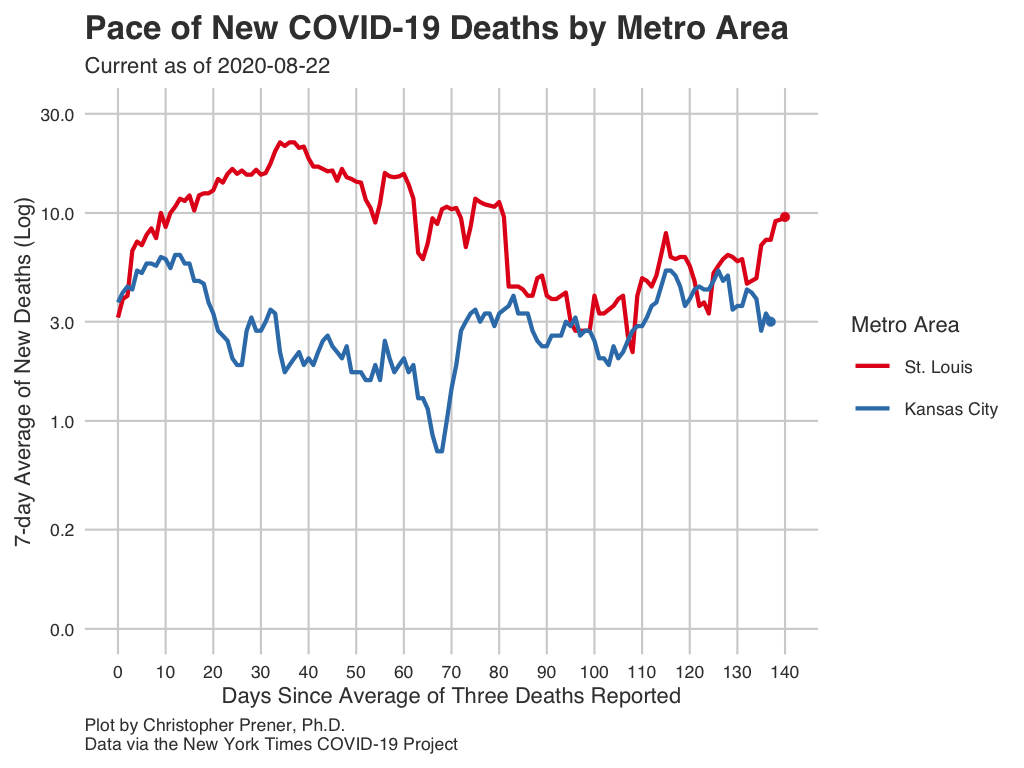 Pace of New COVID-19 Deaths by Metro Area
Current as of 2020-08-22
7-day Average of New Deaths (Log)
30.0
10.0
3.0
1.0
0.2
0.0
0 10 20 30 40 50 60 70 80 90 100 110 120 130 140
Days Since Average of Three Deaths Reported
Metro Area
St. Louis
Kansas City
Plot by Christopher Prener, Ph.D.
Data via the New York Times COVID-19 Project